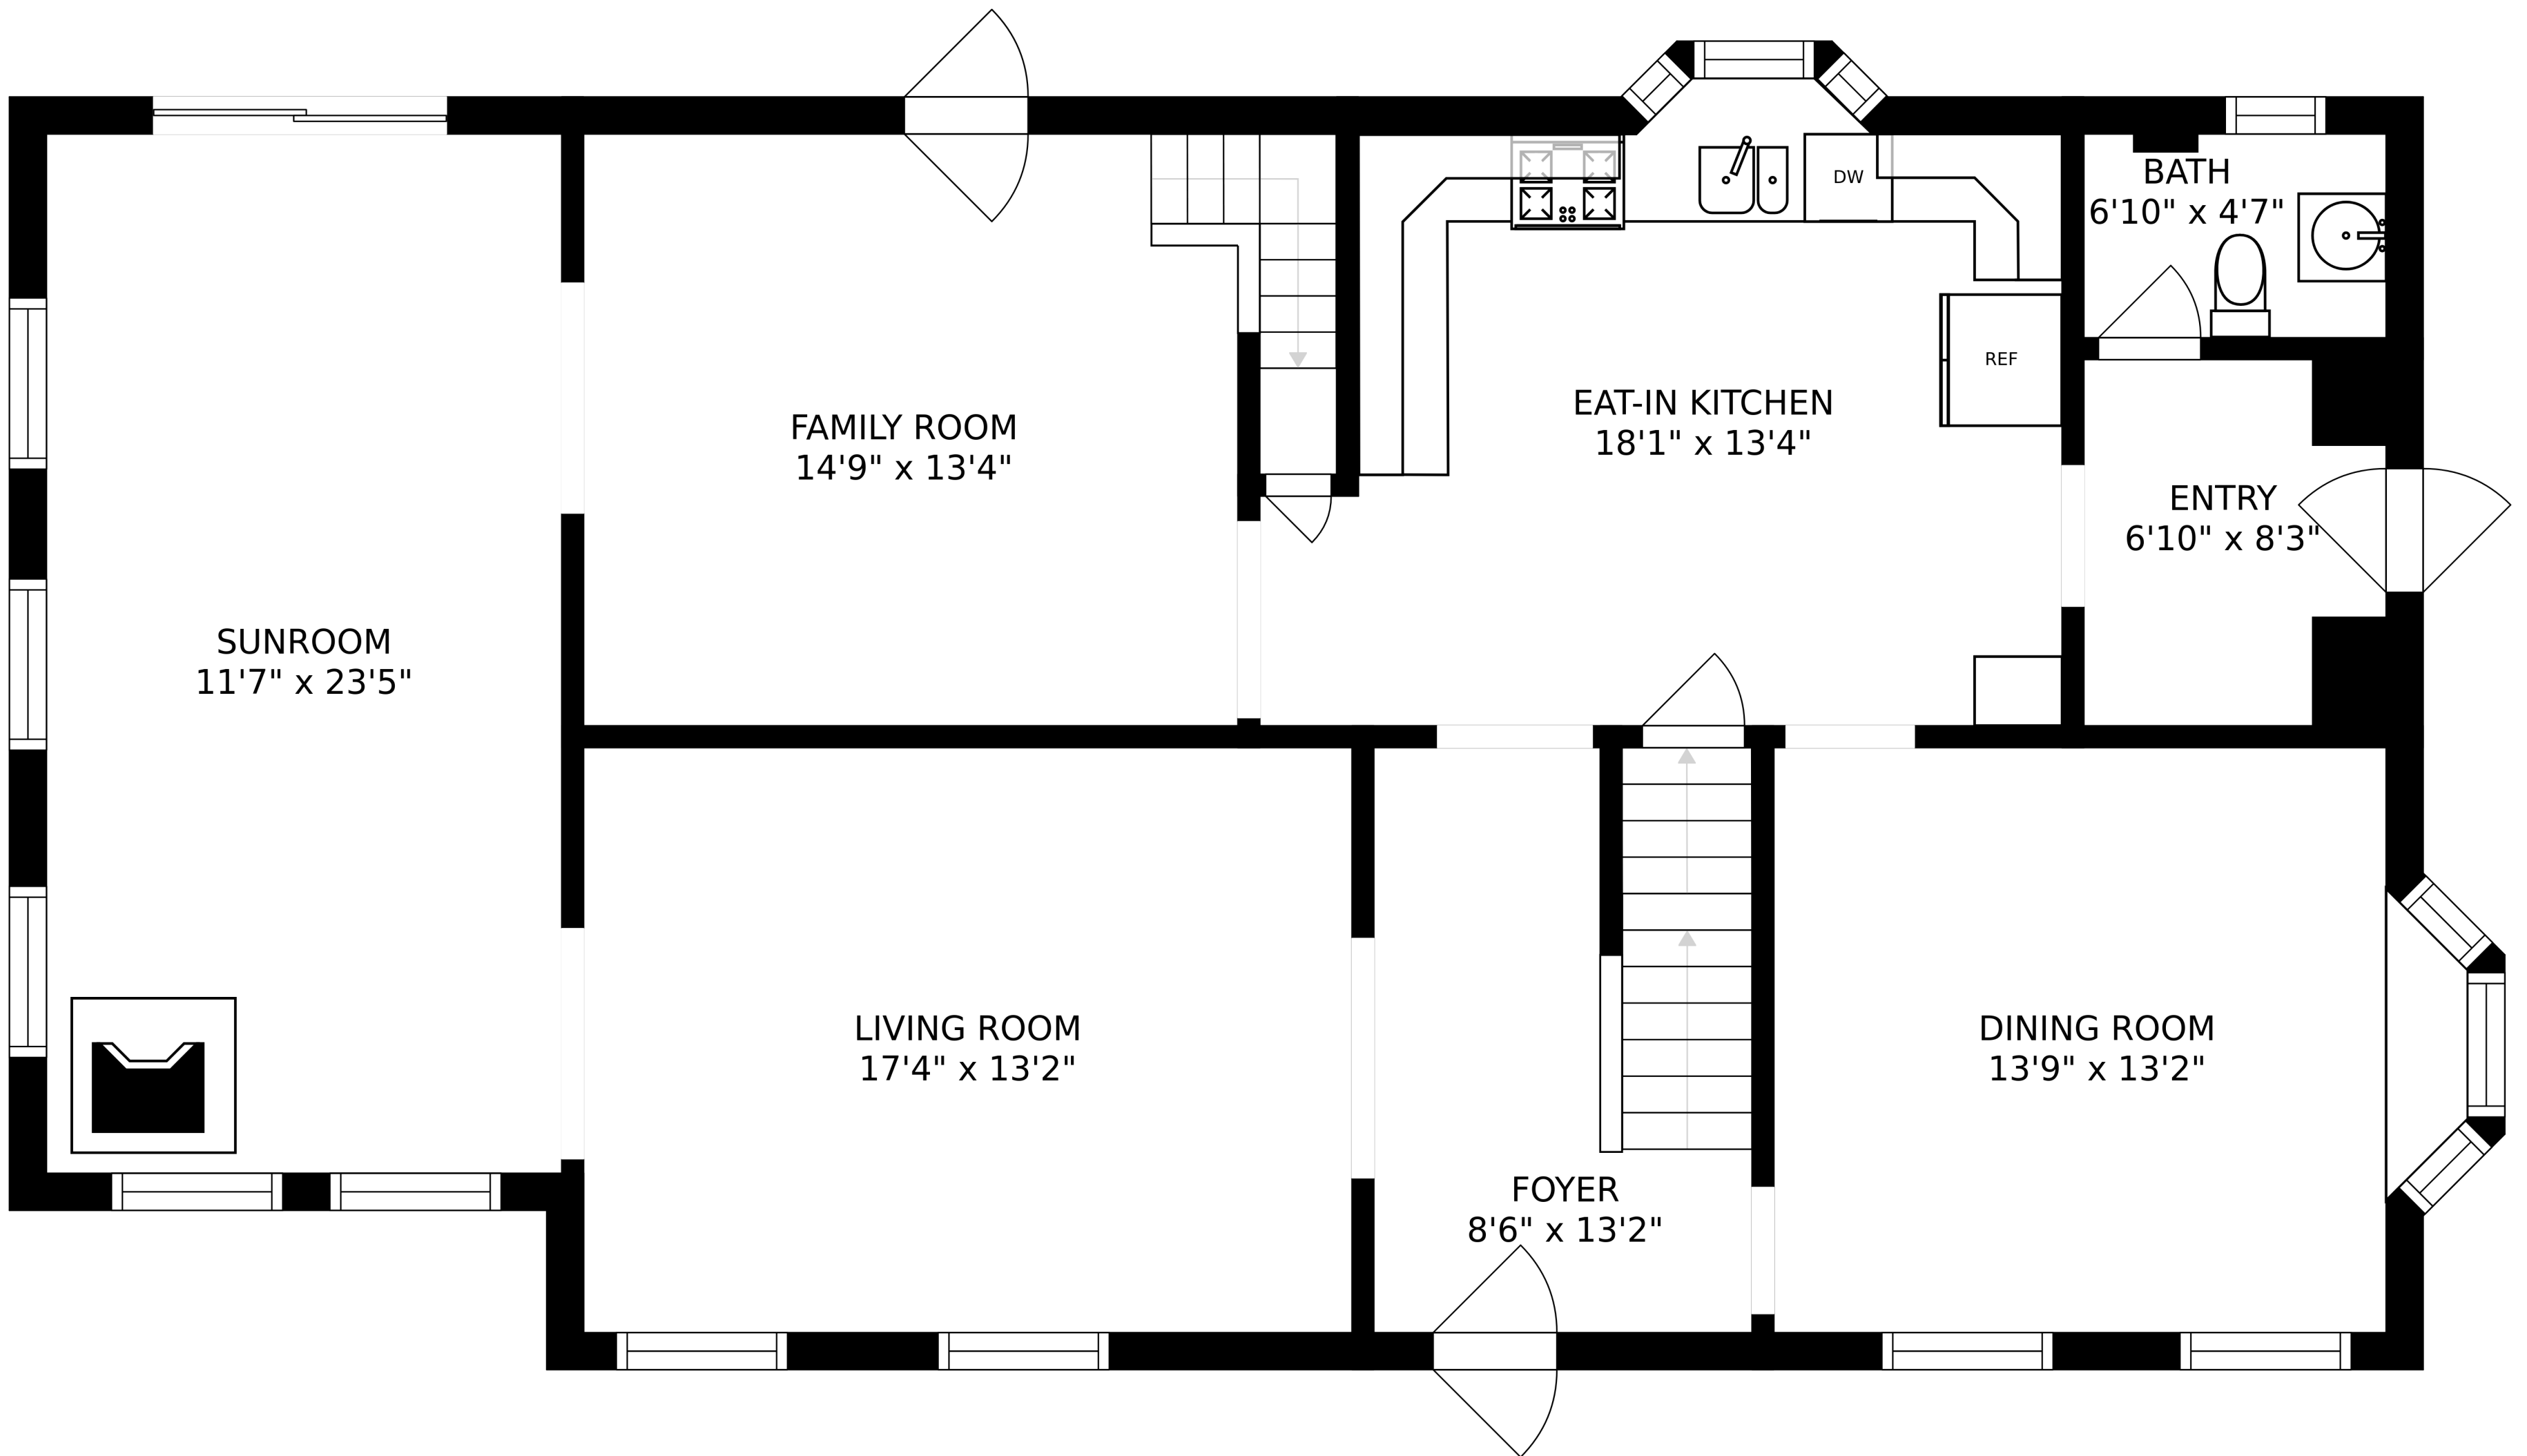 BATH
6'10" x 4'7"
DW
REF
EAT-IN KITCHEN
18'1" x 13'4"
FAMILY ROOM
14'9" x 13'4"
ENTRY
6'10" x 8'3"
SUNROOM
11'7" x 23'5"
LIVING ROOM
17'4" x 13'2"
DINING ROOM
13'9" x 13'2"
FOYER
8'6" x 13'2"